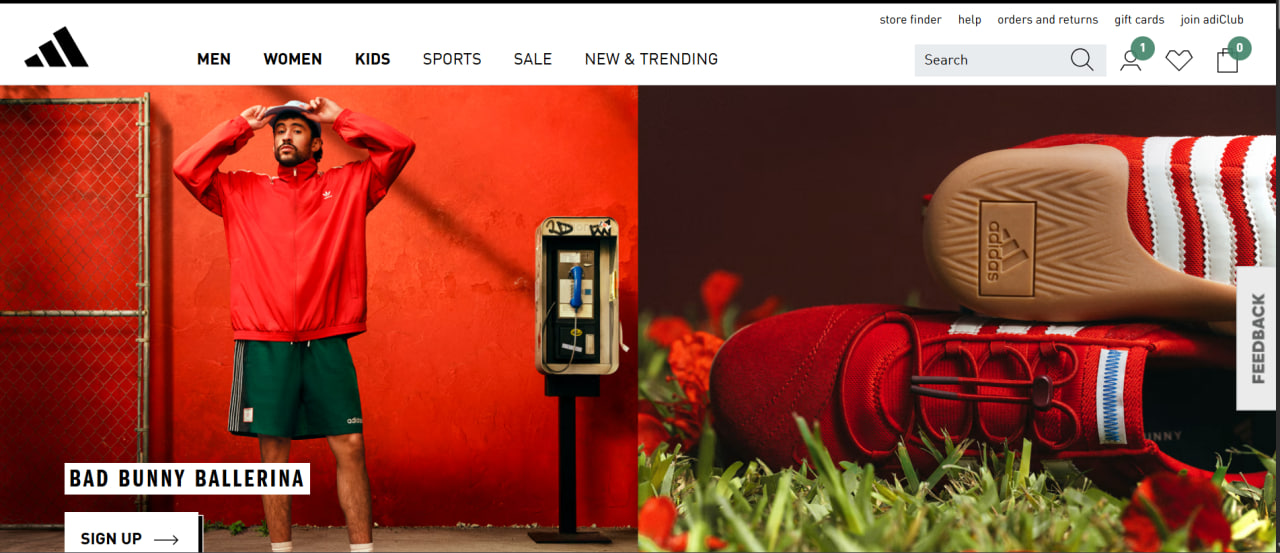 store finder help orders and returns gift cards join adiClub
MEN WOMEN KIDS SPORTS SALE NEW & TRENDING
Search
1
0
adidas
adidas
FEEDBACK
BAD BUNNY BALLERINA
SIGN UP